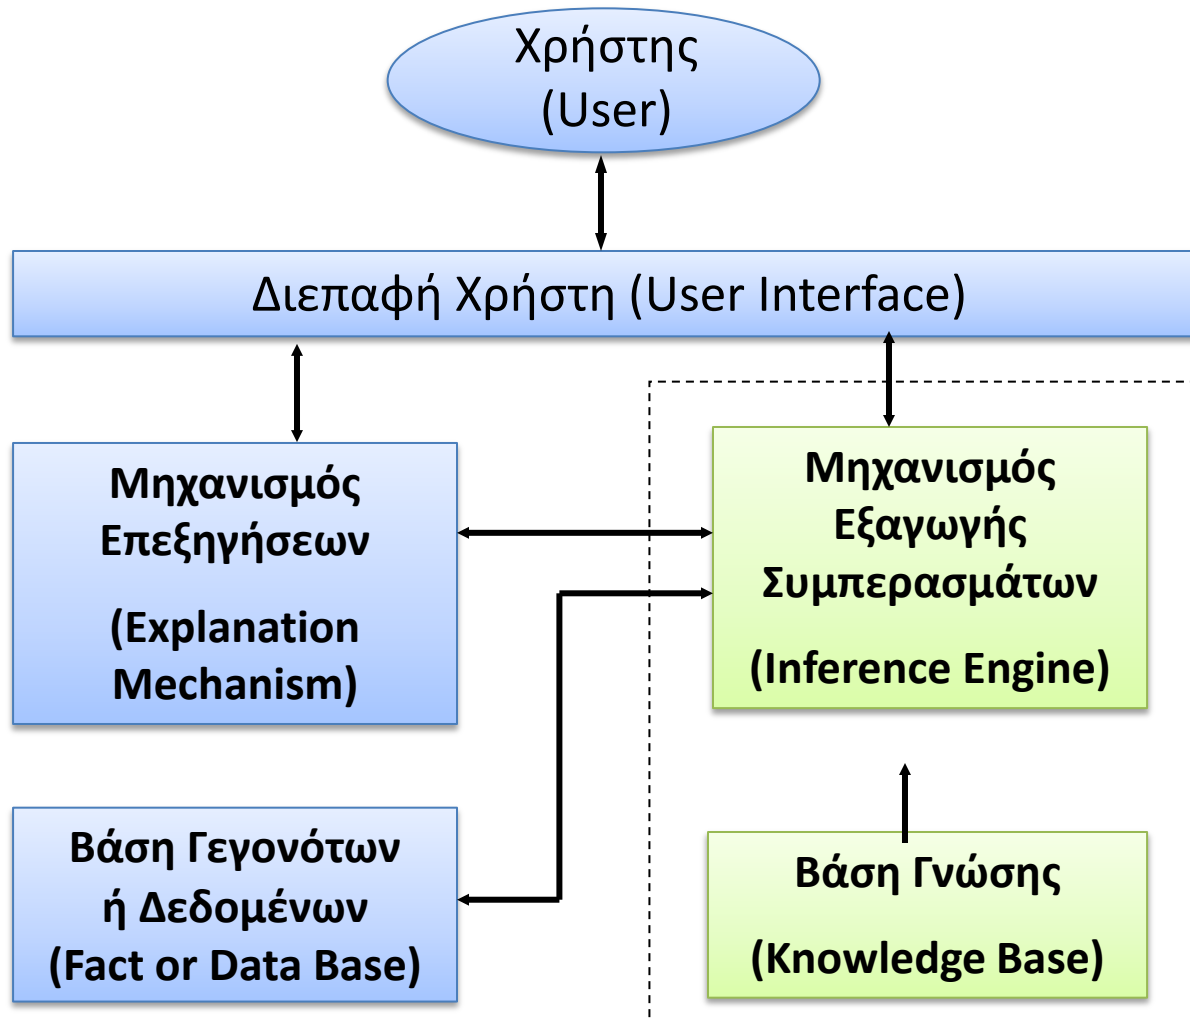 Χρήστης
(User)
Διεπαφή Χρήστη (User Interface)
Μηχανισμός
Επεξηγήσεων
(Explanation
Mechanism)
Μηχανισμός
Εξαγωγής
Συμπερασμάτων
(Inference Engine)
Βάση Γεγονότων
ή Δεδομένων
(Fact or Data Base)
Βάση Γνώσης
(Knowledge Base)